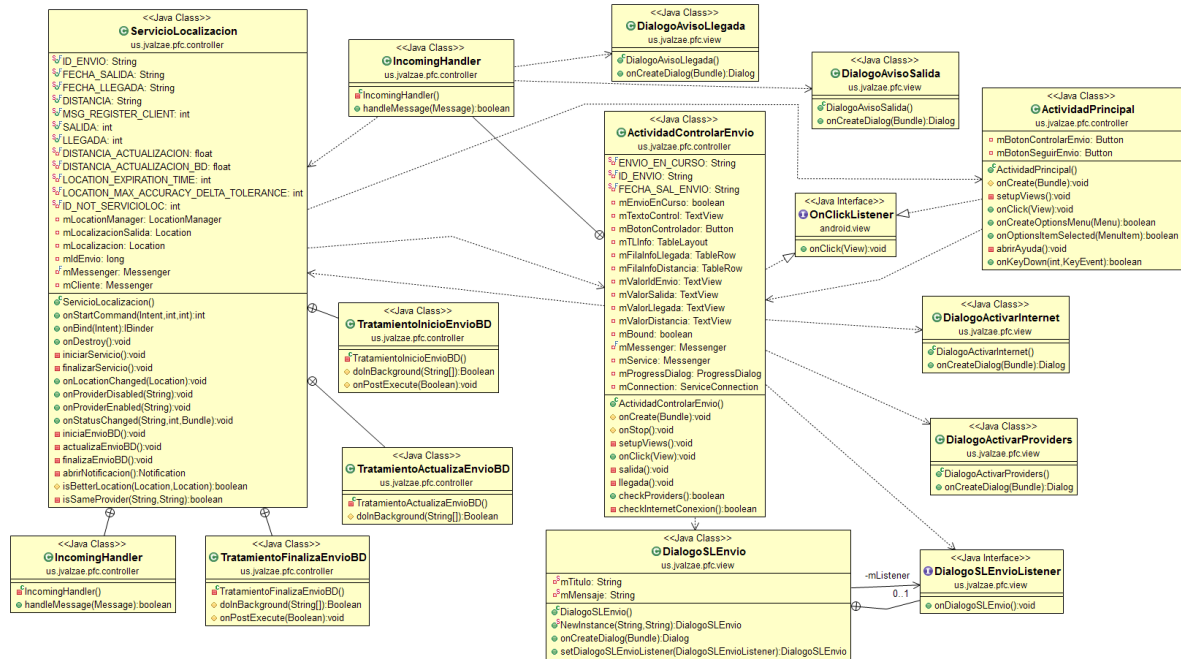 <<Java Class>>
ServicioLocalizacion
us.jvalzae.pfc.controller
ID_ENVIO: String
FECHA_SALIDA: String
FECHA_LLEGADA: String
DISTANCIA: String
MSG_REGISTER_CLIENT: int
SALIDA: int
LLEGADA: int
DISTANCIA_ACTUALIZACION: float
DISTANCIA_ACTUALIZACION_BD: float
LOCATION_EXPIRATION_TIME: int
LOCATION_MAX_ACCURACY_DELTA_TOLERANCE: int
ID_NOT_SERVICIOLOC: int
mLocationManager: LocationManager
mLocalizacionSalida: Location
mLocalizacion: Location
mIdEnvio: long
mMessenger: Messenger
mCliente: Messenger
ServicioLocalizacion()
onStartCommand(Intent,int,int):int
onBind(Intent):IBinder
onDestroy():void
iniciarServicio():void
finalizarServicio():void
onLocationChanged(Location):void
onProviderDisabled(String):void
onProviderEnabled(String):void
onStatusChanged(String,int,Bundle):void
iniciaEnvioBD():void
actualizaEnvioBD():void
finalizaEnvioBD():void
abrirNotificacion():Notification
isBetterLocation(Location,Location):boolean
isSameProvider(String,String):boolean
<<Java Class>>
IncomingHandler
us.jvalzae.pfc.controller
IncomingHandler()
handleMessage(Message):boolean
<<Java Class>>
DialogoAvisoLlegada
us.jvalzae.pfc.view
DialogoAvisoLlegada()
onCreateDialog(Bundle):Dialog
<<Java Class>>
DialogoAvisoSalida
us.jvalzae.pfc.view
DialogoAvisoSalida()
onCreateDialog(Bundle):Dialog
<<Java Class>>
ActividadPrincipal
us.jvalzae.pfc.controller
mBotonControlarEnvio: Button
mBotonSeguirEnvio: Button
ActividadPrincipal()
onCreate(Bundle):void
setupViews():void
onClick(View):void
onCreateOptionsMenu(Menu):boolean
onOptionsItemSelected(MenuItem):boolean
abrirAyuda():void
onKeyDown(int,KeyEvent):boolean
<<Java Class>>
ActividadControlarEnvio
us.jvalzae.pfc.controller
ENVIO_EN_CURSO: String
ID_ENVIO: String
FECHA_SAL_ENVIO: String
mEnvioEnCurso: boolean
mTextoControl: TextView
mBotonControlador: Button
mTLInfo: TableLayout
mFilaInfoLlegada: TableRow
mFilaInfoDistancia: TableRow
mValorIdEnvio: TextView
mValorSalida: TextView
mValorLlegada: TextView
mValorDistancia: TextView
mBound: boolean
mMessenger: Messenger
mService: Messenger
mProgressDialog: ProgressDialog
mConnection: ServiceConnection
ActividadControlarEnvio()
onCreate(Bundle):void
onStop():void
setupViews():void
onClick(View):void
salida():void
llegada():void
checkProviders():boolean
checkInternetConexion():boolean
<<Java Interface>>
OnClickListener
android.view
onClick(View):void
<<Java Class>>
TratamientoInicioEnvioBD
us.jvalzae.pfc.controller
TratamientoInicioEnvioBD()
doInBackground(String[]):Boolean
onPostExecute(Boolean):void
<<Java Class>>
DialogoActivarInternet
us.jvalzae.pfc.view
DialogoActivarInternet()
onCreateDialog(Bundle):Dialog
<<Java Class>>
DialogoActivarProviders
us.jvalzae.pfc.view
DialogoActivarProviders()
onCreateDialog(Bundle):Dialog
<<Java Class>>
TratamientoActualizaEnvioBD
us.jvalzae.pfc.controller
TratamientoActualizaEnvioBD()
doInBackground(String[]):Boolean
<<Java Class>>
IncomingHandler
us.jvalzae.pfc.controller
IncomingHandler()
handleMessage(Message):boolean
<<Java Class>>
TratamientoFinalizaEnvioBD
us.jvalzae.pfc.controller
TratamientoFinalizaEnvioBD()
doInBackground(String[]):Boolean
onPostExecute(Boolean):void
<<Java Class>>
DialogoSLEnvio
us.jvalzae.pfc.view
mTitulo: String
mMensaje: String
DialogoSLEnvio()
NewInstance(String,String):DialogoSLEnvio
onCreateDialog(Bundle):Dialog
setDialogoSLEnvioListener(DialogoSLEnvioListener):DialogoSLEnvio
-mListener
0..1
<<Java Interface>>
DialogoSLEnvioListener
us.jvalzae.pfc.view
onDialogoSLEnvio():void